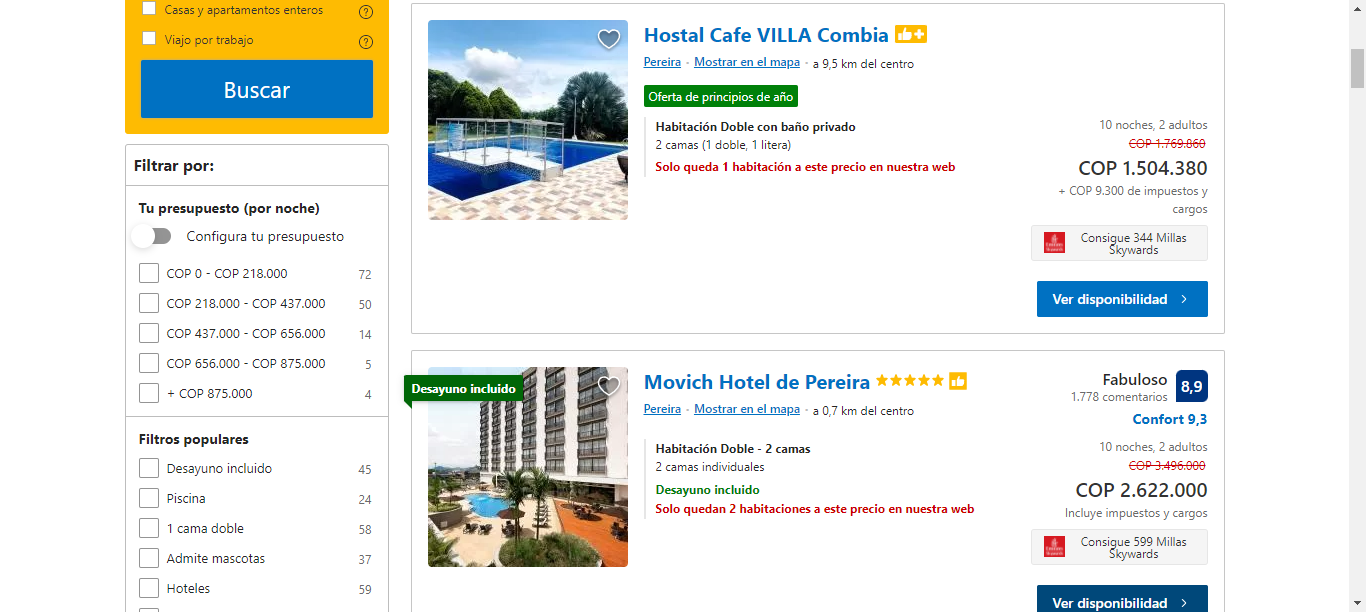 Casas y apartamentos enteros
Viajo por trabajo
Buscar
Filtrar por:
Tu presupuesto (por noche)
Configura tu presupuesto
COP 0 - COP 218.000 72
COP 218.000 - COP 437.000 50
COP 437.000 - COP 656.000 14
COP 656.000 - COP 875.000 5
+ COP 875.000 4
Filtros populares
Desayuno incluido 45
Piscina 24
1 cama doble 58
Admite mascotas 37
Hoteles 59
Hostal Cafe VILLA Combia
Pereira · Mostrar en el mapa · a 9,5 km del centro
Oferta de principios de año
Habitación Doble con baño privado
2 camas (1 doble, 1 litera)
Solo queda 1 habitación a este precio en nuestra web
10 noches, 2 adultos
COP 1.769.860
COP 1.504.380
+ COP 9.300 de impuestos y
cargos
Consigue 344 Millas
Skywards
Ver disponibilidad
Desayuno incluido
Movich Hotel de Pereira
Pereira · Mostrar en el mapa · a 0,7 km del centro
Fabuloso 8,9
1.778 comentarios
Confort 9,3
Habitación Doble - 2 camas
2 camas individuales
Desayuno incluido
Solo quedan 2 habitaciones a este precio en nuestra web
10 noches, 2 adultos
COP 3.496.000
COP 2.622.000
Incluye impuestos y cargos
Consigue 599 Millas
Skywards
Ver disponibilidad